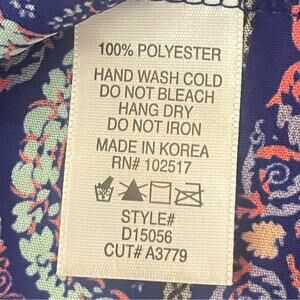 100% POLYESTER
HAND WASH COLD
DO NOT BLEACH
HANG DRY
DO NOT IRON
MADE IN KOREA
RN# 102517
STYLE#
D15056
CUT# A3779